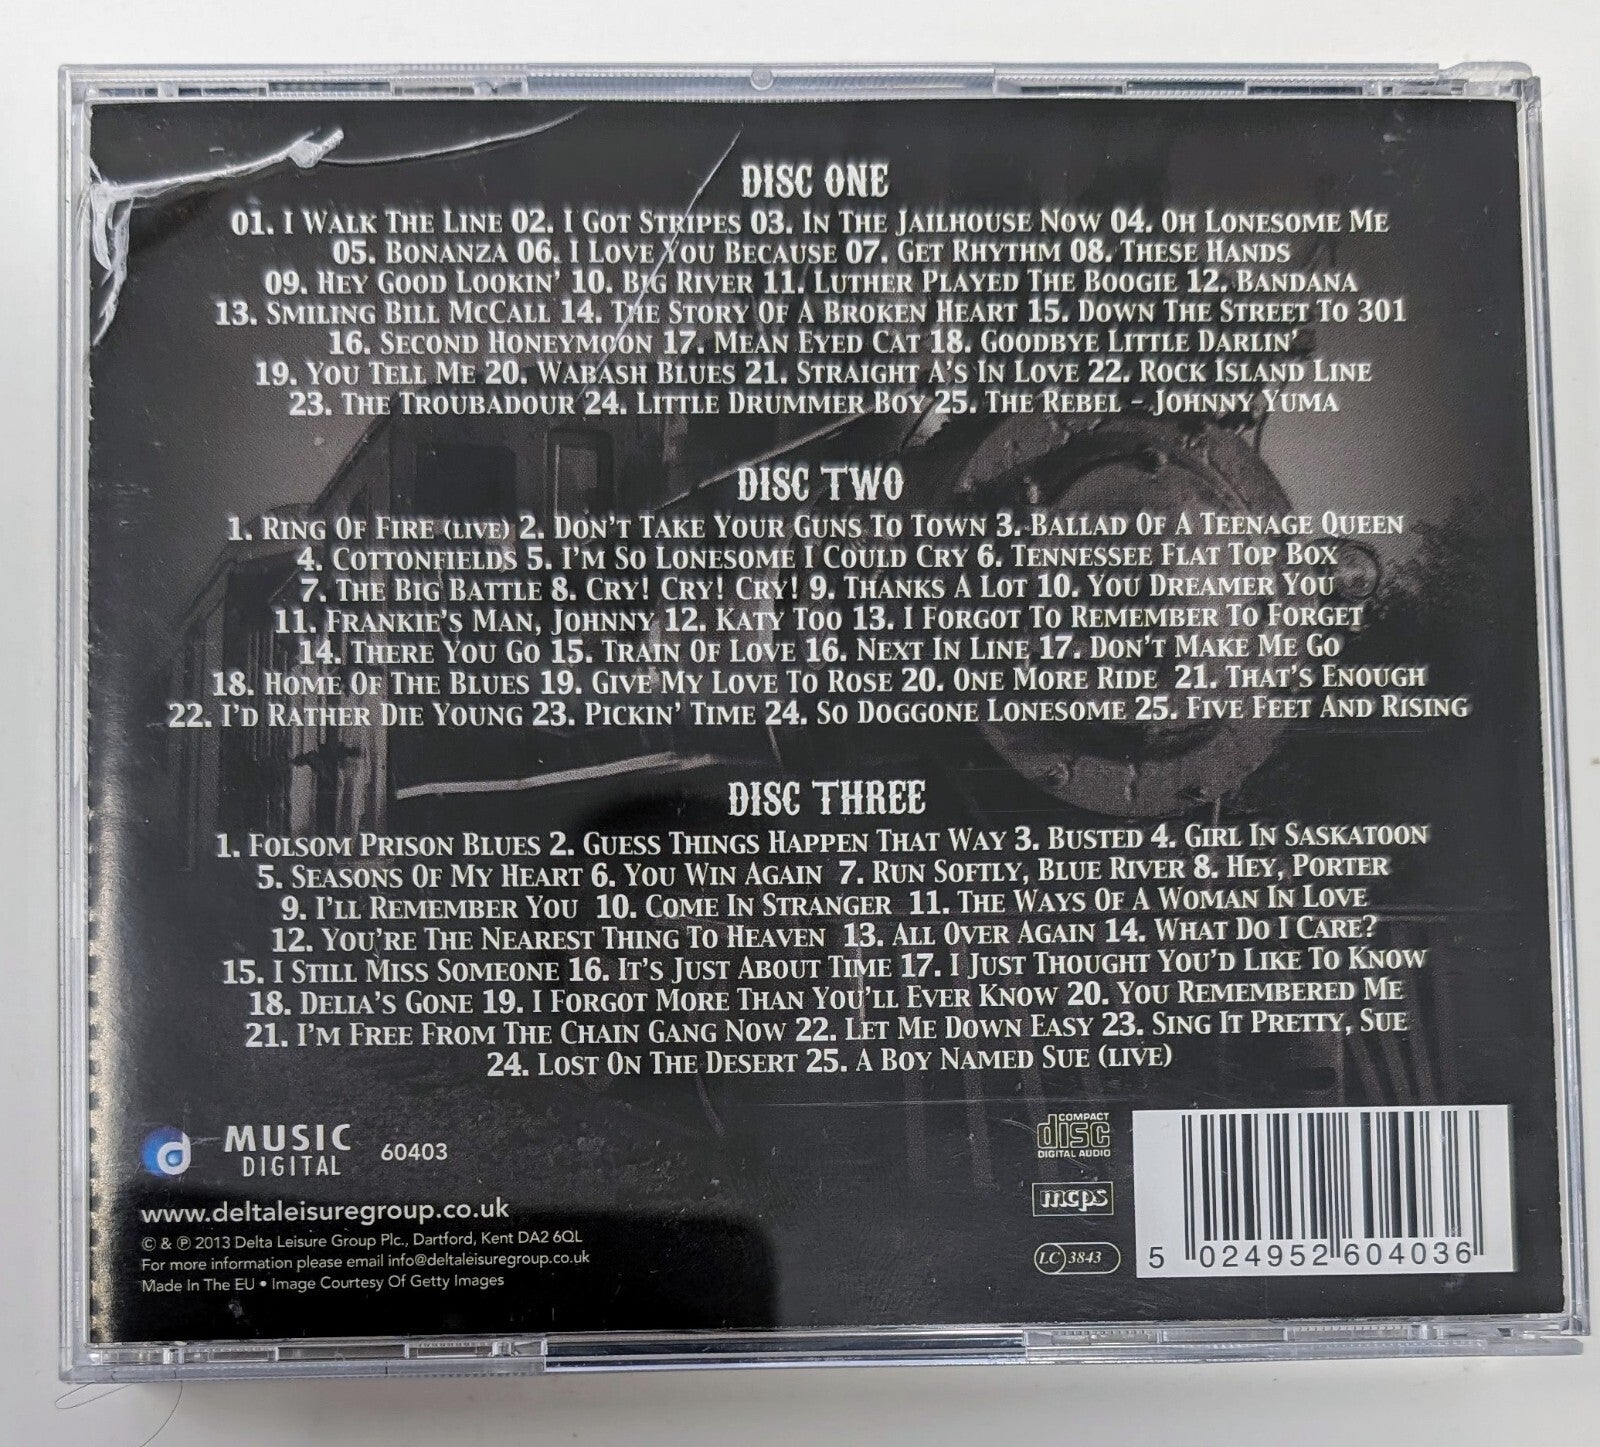 DISC ONE
01. I WALK THE LINE 02. I GOT STRIPES 03. IN THE JAILHOUSE NOW 04. OH LONESOME ME
05. BONANZA 06. I LOVE YOU BECAUSE 07. GET RHYTHM 08. THESE HANDS
09. HEY GOOD LOOKIN' 10. BIG RIVER 11. LUTHER PLAYED THE BOOGIE 12. BANDANA
13. SMILING BILL MCCALL 14. THE STORY OF A BROKEN HEART 15. DOWN THE STREET TO 301
16. SECOND HONEYMOON 17. MEAN EYED CAT 18. GOODBYE LITTLE DARLIN'
19. YOU TELL ME 20. WABASH BLUES 21. STRAIGHT A'S IN LOVE 22. ROCK ISLAND LINE
23. THE TROUBADOUR 24. LITTLE DRUMMER BOY 25. THE REBEL - JOHNNY YUMA
DISC TWO
1. RING OF FIRE (LIVE) 2. DON'T TAKE YOUR GUNS TO TOWN 3. BALLAD OF A TEENAGE QUEEN
4. COTTONFIELDS 5. I'M SO LONESOME I COULD CRY 6. TENNESSEE FLAT TOP BOX
7. THE BIG BATTLE 8. CRY! CRY! CRY! 9. THANKS A LOT 10. YOU DREAMER YOU
11. FRANKIE'S MAN, JOHNNY 12. KATY TOO 13. I FORGOT TO REMEMBER TO FORGET
14. THERE YOU GO 15. TRAIN OF LOVE 16. NEXT IN LINE 17. DON'T MAKE ME GO
18. HOME OF THE BLUES 19. GIVE MY LOVE TO ROSE 20. ONE MORE RIDE 21. THAT'S ENOUGH
22. I'D RATHER DIE YOUNG 23. PICKIN' TIME 24. SO DOGGONE LONESOME 25. FIVE FEET AND RISING
DISC THREE
1. FOLSOM PRISON BLUES 2. GUESS THINGS HAPPEN THAT WAY 3. BUSTED 4. GIRL IN SASKATOON
5. SEASONS OF MY HEART 6. YOU WIN AGAIN 7. RUN SOFTLY, BLUE RIVER 8. HEY, PORTER
9. I'LL REMEMBER YOU 10. COME IN STRANGER 11. THE WAYS OF A WOMAN IN LOVE
12. YOU'RE THE NEAREST THING TO HEAVEN 13. ALL OVER AGAIN 14. WHAT DO I CARE?
15. I STILL MISS SOMEONE 16. IT'S JUST ABOUT TIME 17. I JUST THOUGHT YOU'D LIKE TO KNOW
18. DELIA'S GONE 19. I FORGOT MORE THAN YOU'LL EVER KNOW 20. YOU REMEMBERED ME
21. I'M FREE FROM THE CHAIN GANG NOW 22. LET ME DOWN EASY 23. SING IT PRETTY, SUE
24. LOST ON THE DESERT 25. A BOY NAMED SUE (LIVE)
d MUSIC DIGITAL 60403
www.deltaleisuregroup.co.uk
© & ℗ 2013 Delta Leisure Group Plc., Dartford, Kent DA2 6QL
For more information please email info@deltaleisuregroup.co.uk
Made In The EU • Image Courtesy Of Getty Images
COMPACT
disc
DIGITAL AUDIO
mcps
LC 3843
5 024952 604036